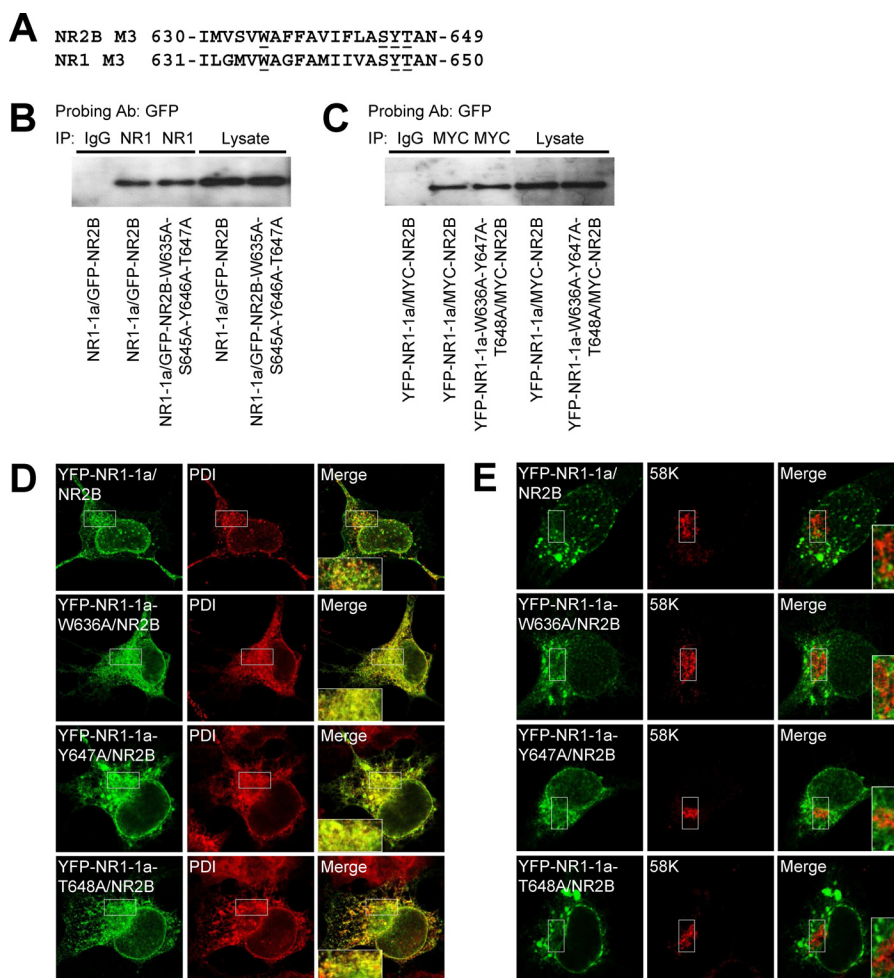 A
NR2B M3 630-IMVSVWAFFAVIFLASYTAN-649
NR1 M3 631-ILGMVWAGFAMIIVASYTAN-650
B
Probing Ab: GFP
IP: IgG NR1 NR1 Lysate
NR1-1a/GFP-NR2B
NR1-1a/GFP-NR2B
NR1-1a/GFP-NR2B-W635A-
S645A-Y646A-T647A
NR1-1a/GFP-NR2B
NR1-1a/GFP-NR2B-W635A-
S645A-Y646A-T647A
C
Probing Ab: GFP
IP: IgG MYC MYC Lysate
YFP-NR1-1a/MYC-NR2B
YFP-NR1-1a/MYC-NR2B
YFP-NR1-1a-W636A-Y647A-
T648A/MYC-NR2B
YFP-NR1-1a/MYC-NR2B
YFP-NR1-1a-W636A-Y647A-
T648A/MYC-NR2B
D
YFP-NR1-1a/
NR2B
PDI
Merge
YFP-NR1-1a-
W636A/NR2B
PDI
Merge
YFP-NR1-1a-
Y647A/NR2B
PDI
Merge
YFP-NR1-1a-
T648A/NR2B
PDI
Merge
E
YFP-NR1-1a/
NR2B
58K
Merge
YFP-NR1-1a-
W636A/NR2B
58K
Merge
YFP-NR1-1a-
Y647A/NR2B
58K
Merge
YFP-NR1-1a-
T648A/NR2B
58K
Merge